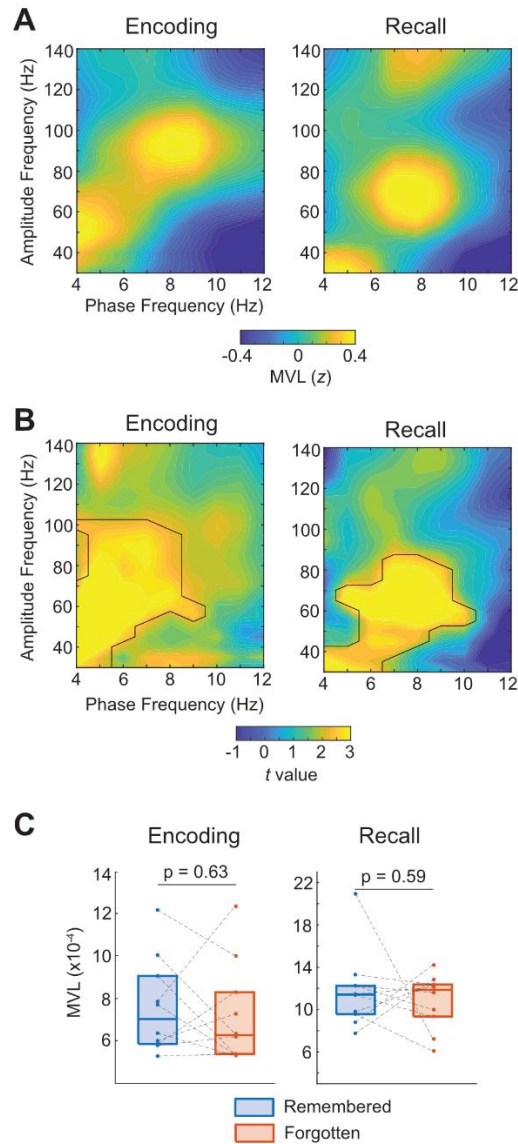 A
Encoding
Recall
Amplitude Frequency (Hz)
140
120
100
80
60
40
4 6 8 10 12
Phase Frequency (Hz)
140
120
100
80
60
40
4 6 8 10 12
-0.4 0 0.4
MVL (z)
B
Encoding
Recall
Amplitude Frequency (Hz)
140
120
100
80
60
40
4 6 8 10 12
Phase Frequency (Hz)
140
120
100
80
60
40
4 6 8 10 12
-1 0 1 2 3
t value
C
Encoding
Recall
p = 0.63
p = 0.59
MVL (x10⁻⁴)
14
12
10
8
6
22
18
14
10
6
Remembered
Forgotten